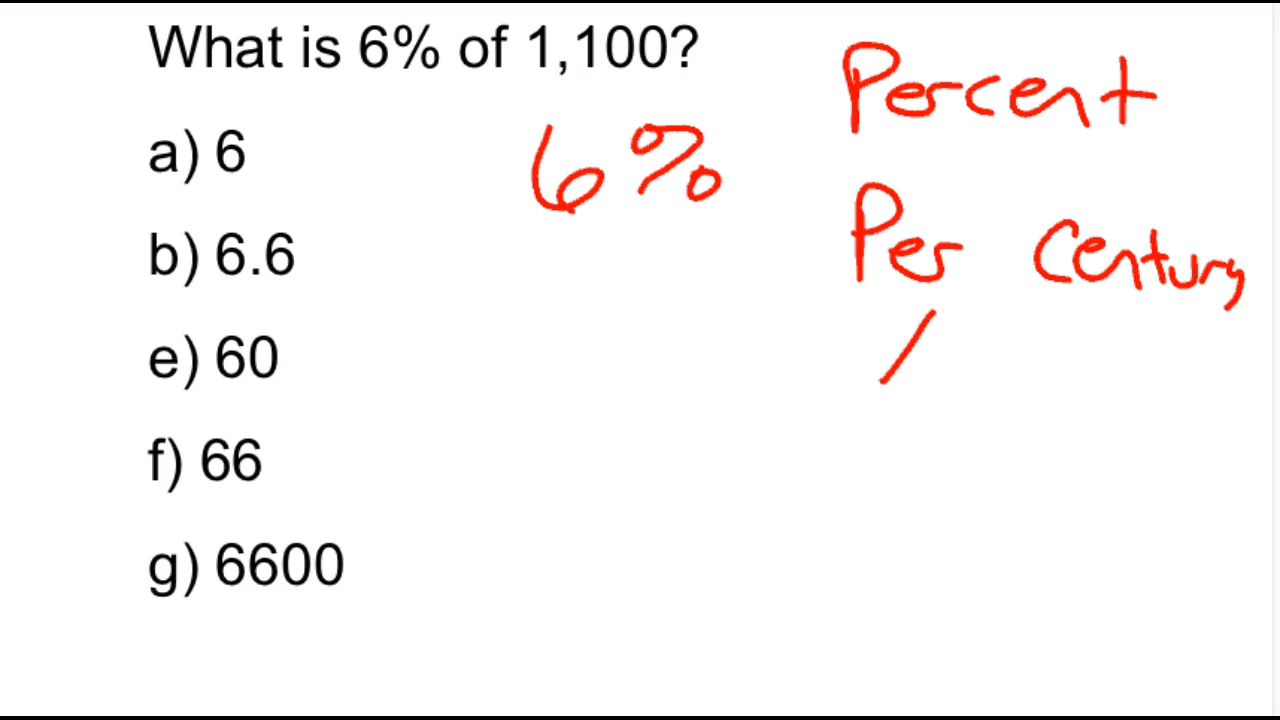 What is 6% of 1,100?
a) 6
b) 6.6
e) 60
f) 66
g) 6600
6%
Percent
Per Century
/